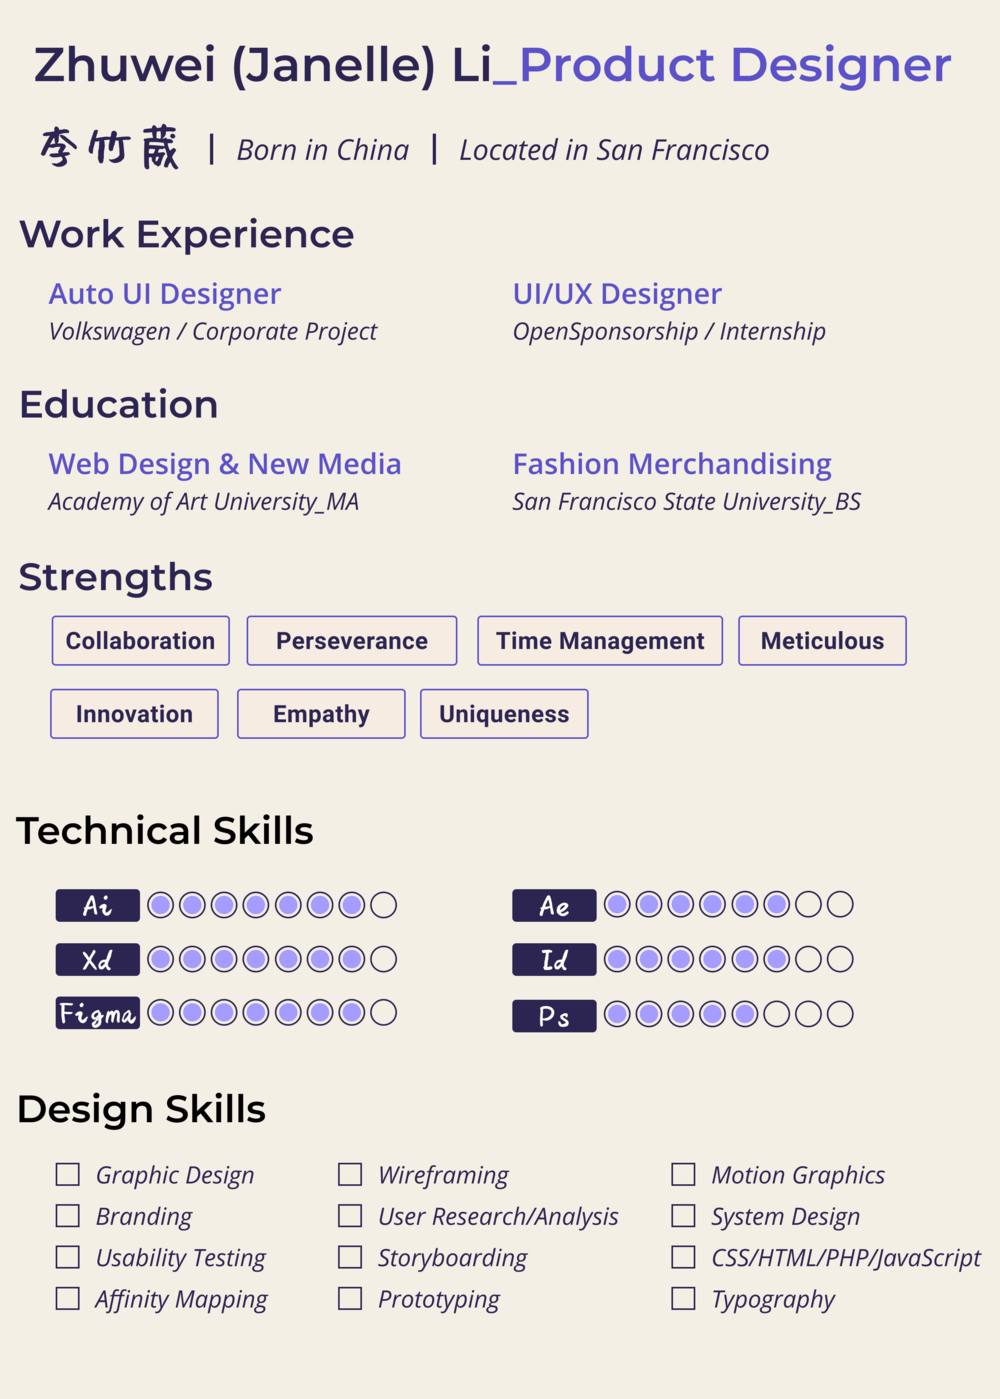 Zhuwei (Janelle) Li_Product Designer
李竹葳 | Born in China | Located in San Francisco
Work Experience
Auto UI Designer
Volkswagen / Corporate Project
UI/UX Designer
OpenSponsorship / Internship
Education
Web Design & New Media
Academy of Art University_MA
Fashion Merchandising
San Francisco State University_BS
Strengths
Collaboration Perseverance Time Management Meticulous
Innovation Empathy Uniqueness
Technical Skills
Ai Ae
Xd Id
Figma Ps
Design Skills
Graphic Design Wireframing Motion Graphics
Branding User Research/Analysis System Design
Usability Testing Storyboarding CSS/HTML/PHP/JavaScript
Affinity Mapping Prototyping Typography